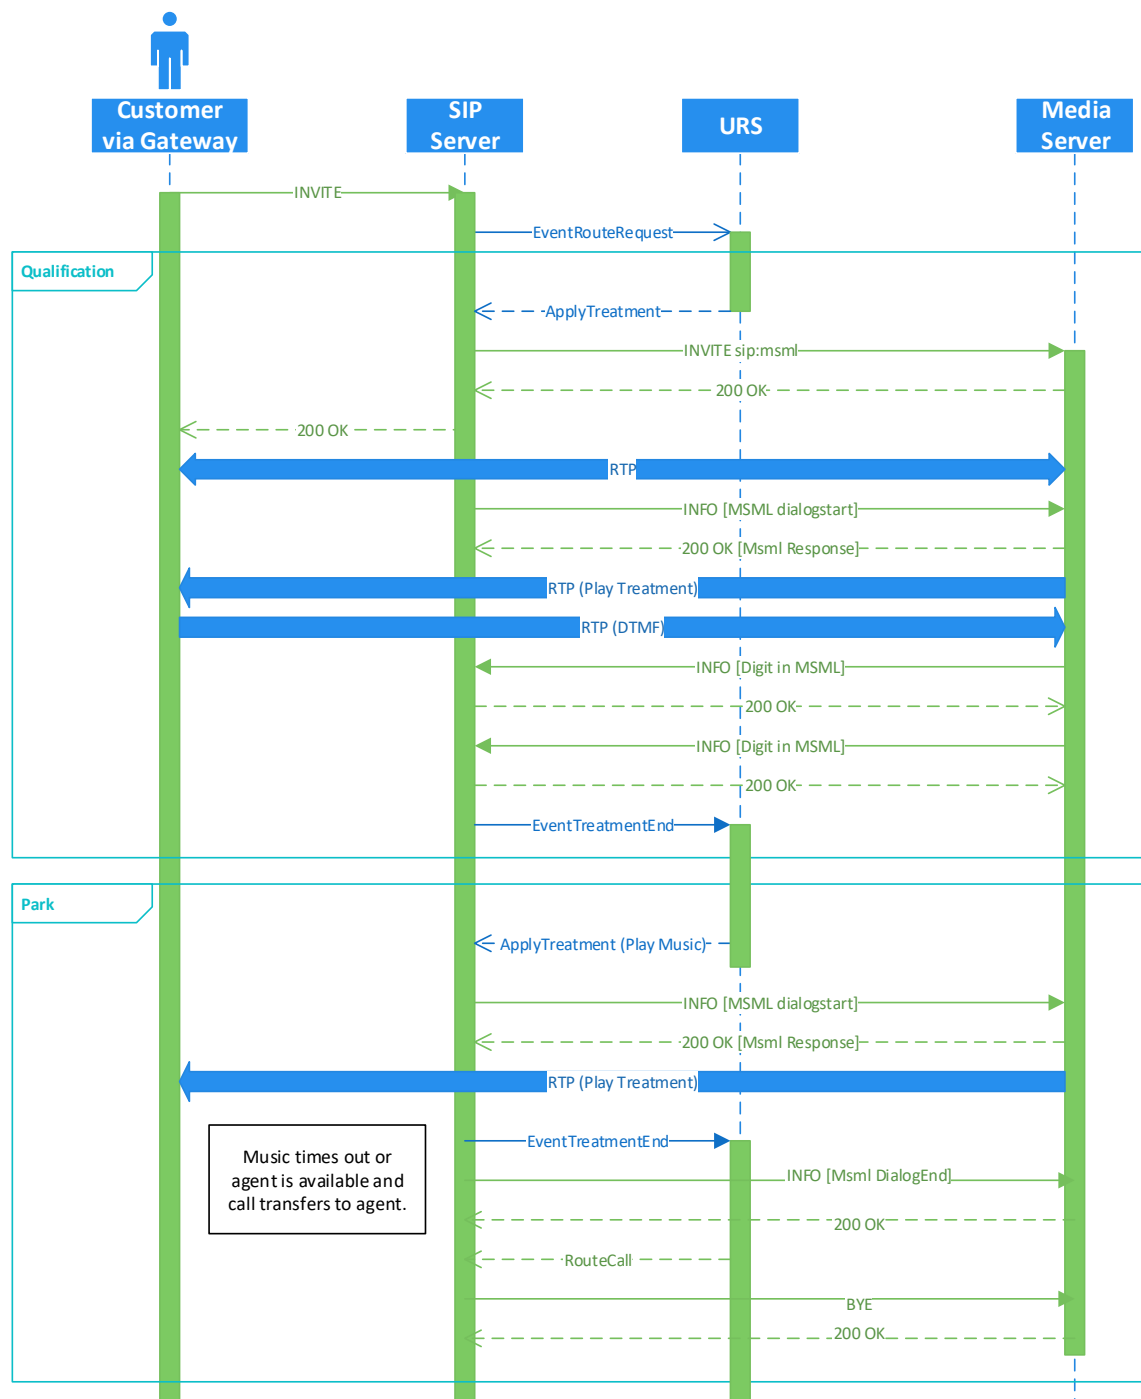 Customer
via Gateway
SIP
Server
URS
Media
Server
INVITE
EventRouteRequest
Qualification
ApplyTreatment
INVITE sip:msml
200 OK
200 OK
RTP
INFO [MSML dialogstart]
200 OK [Msml Response]
RTP (Play Treatment)
RTP (DTMF)
INFO [Digit in MSML]
200 OK
INFO [Digit in MSML]
200 OK
EventTreatmentEnd
Park
ApplyTreatment (Play Music)
INFO [MSML dialogstart]
200 OK [Msml Response]
RTP (Play Treatment)
EventTreatmentEnd
Music times out or
agent is available and
call transfers to agent.
INFO [Msml DialogEnd]
200 OK
RouteCall
BYE
200 OK